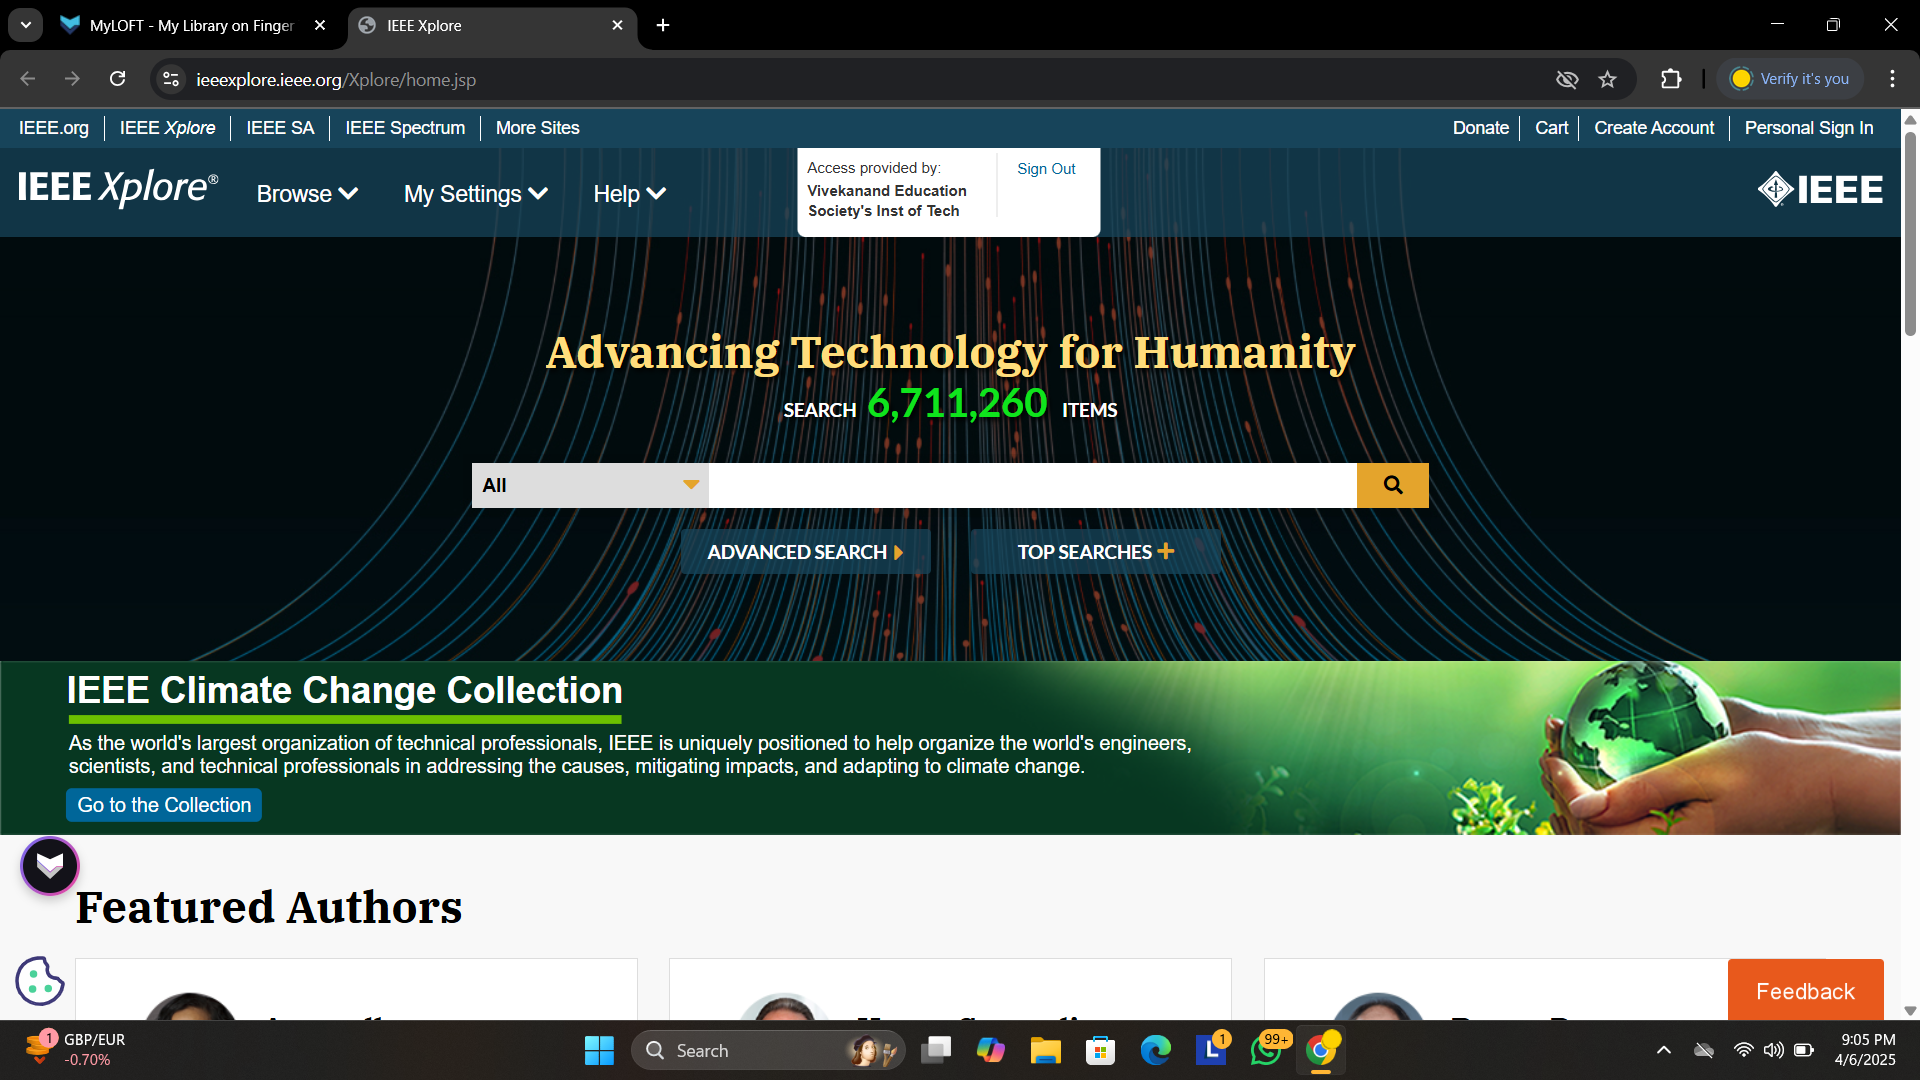 MyLOFT - My Library on Finger
IEEE Xplore
ieeexplore.ieee.org/Xplore/home.jsp
Verify it's you
IEEE.org
IEEE Xplore
IEEE SA
IEEE Spectrum
More Sites
Donate
Cart
Create Account
Personal Sign In
IEEE Xplore®
Browse
My Settings
Help
Access provided by:
Vivekanand Education
Society's Inst of Tech
Sign Out
IEEE
Advancing Technology for Humanity
SEARCH 6,711,260 ITEMS
All
ADVANCED SEARCH
TOP SEARCHES
IEEE Climate Change Collection
As the world's largest organization of technical professionals, IEEE is uniquely positioned to help organize the world's engineers,
scientists, and technical professionals in addressing the causes, mitigating impacts, and adapting to climate change.
Go to the Collection
Featured Authors
Feedback
1
GBP/EUR
-0.70%
Search
L
1
99+
9:05 PM
4/6/2025